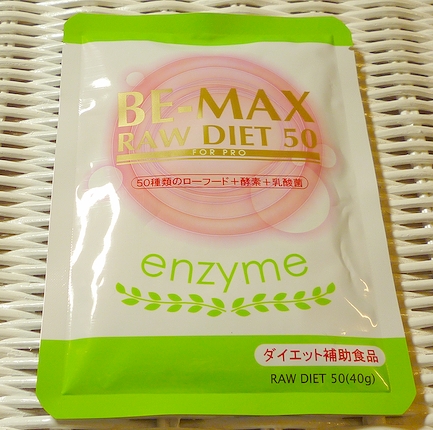 BE-MAX
RAW DIET 50
FOR PRO
50種類のローフード+酵素+乳酸菌
enzyme
ダイエット補助食品
RAW DIET 50(40g)